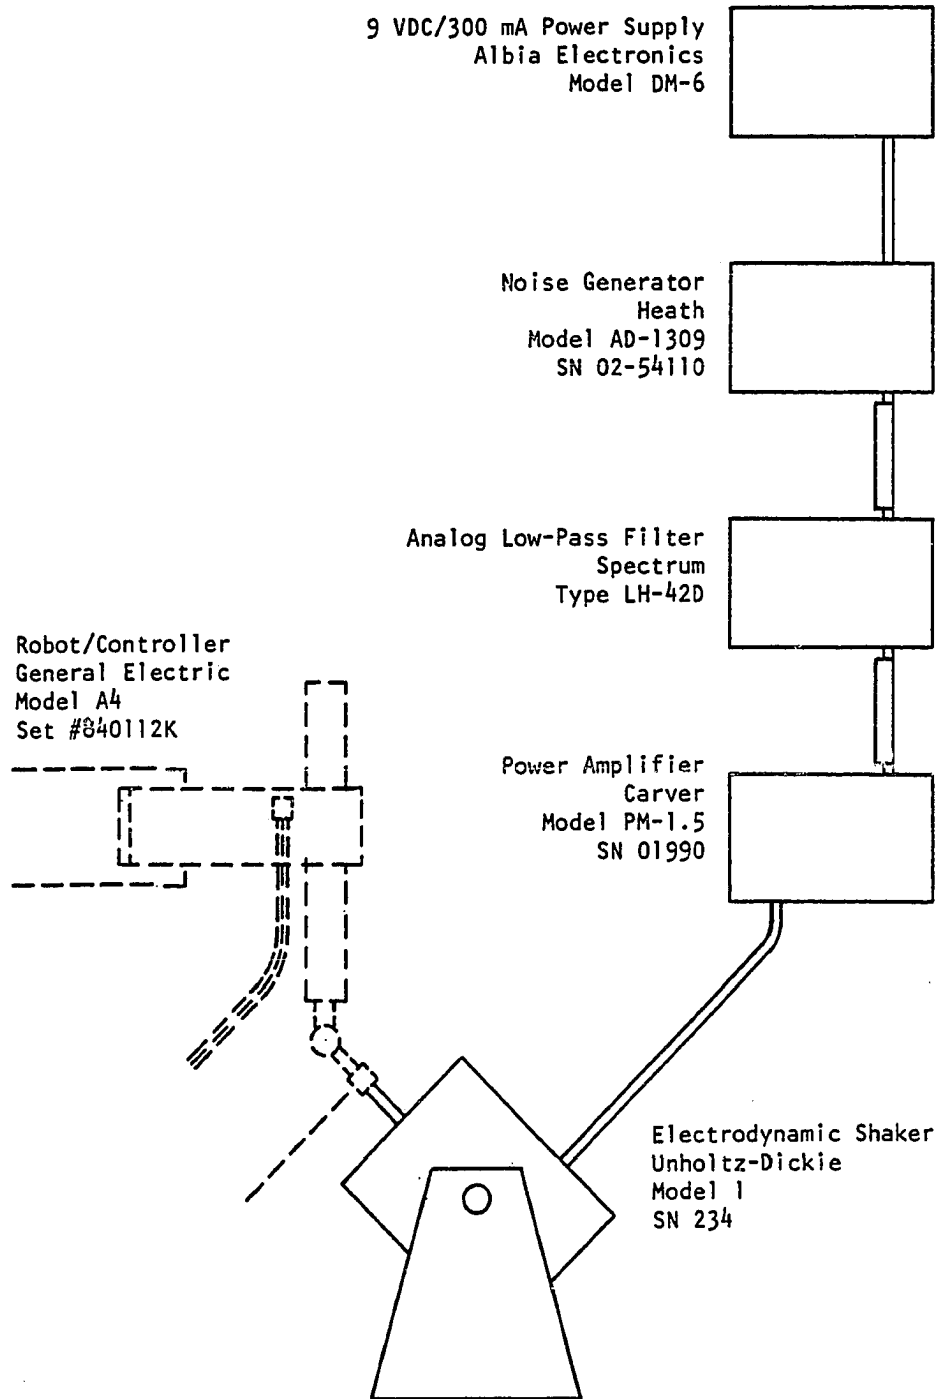 9 VDC/300 mA Power Supply
Albia Electronics
Model DM-6
Noise Generator
Heath
Model AD-1309
SN 02-54110
Analog Low-Pass Filter
Spectrum
Type LH-42D
Robot/Controller
General Electric
Model A4
Set #840112K
Power Amplifier
Carver
Model PM-1.5
SN 01990
Electrodynamic Shaker
Unholtz-Dickie
Model 1
SN 234